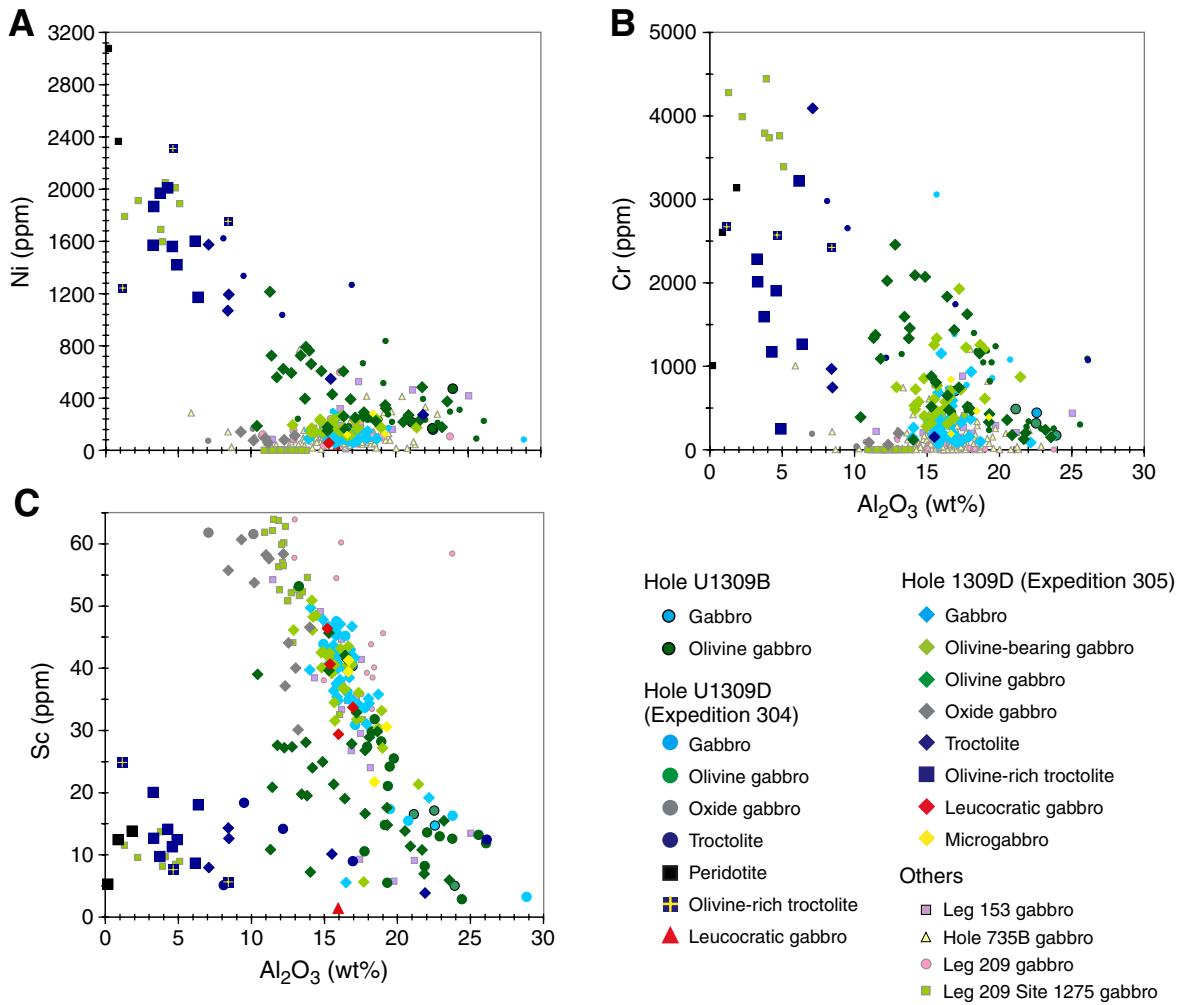 A
3200
2800
2400
2000
1600
1200
800
400
0
Ni (ppm)
B
5000
4000
3000
2000
1000
0
Cr (ppm)
0 5 10 15 20 25 30
Al₂O₃ (wt%)
C
60
50
40
30
20
10
0
Sc (ppm)
0 5 10 15 20 25 30
Al₂O₃ (wt%)
Hole U1309B
Gabbro
Olivine gabbro
Hole U1309D
(Expedition 304)
Gabbro
Olivine gabbro
Oxide gabbro
Troctolite
Peridotite
Olivine-rich troctolite
Leucocratic gabbro
Hole 1309D (Expedition 305)
Gabbro
Olivine-bearing gabbro
Olivine gabbro
Oxide gabbro
Troctolite
Olivine-rich troctolite
Leucocratic gabbro
Microgabbro
Others
Leg 153 gabbro
Hole 735B gabbro
Leg 209 gabbro
Leg 209 Site 1275 gabbro